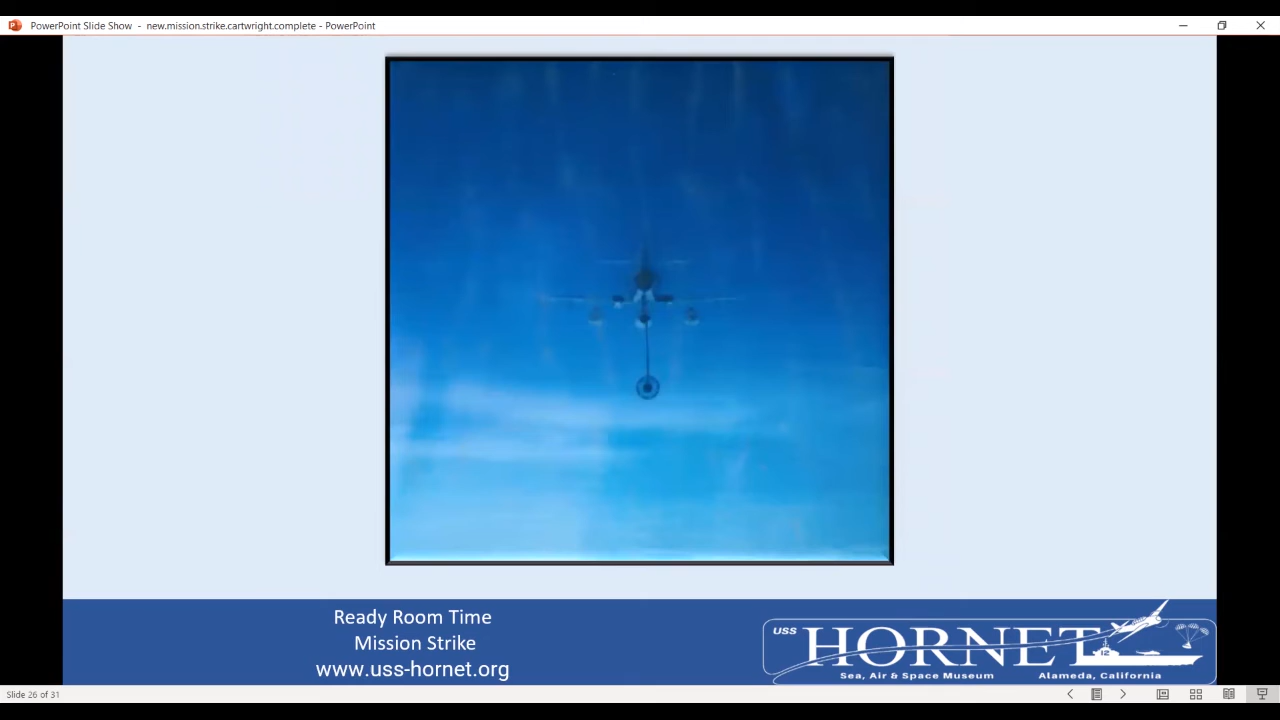 PowerPoint Slide Show - new.mission.strike.cartwright.complete - PowerPoint
Ready Room Time
Mission Strike
www.uss-hornet.org
USS HORNET
12
Sea, Air & Space Museum Alameda, California
Slide 26 of 31